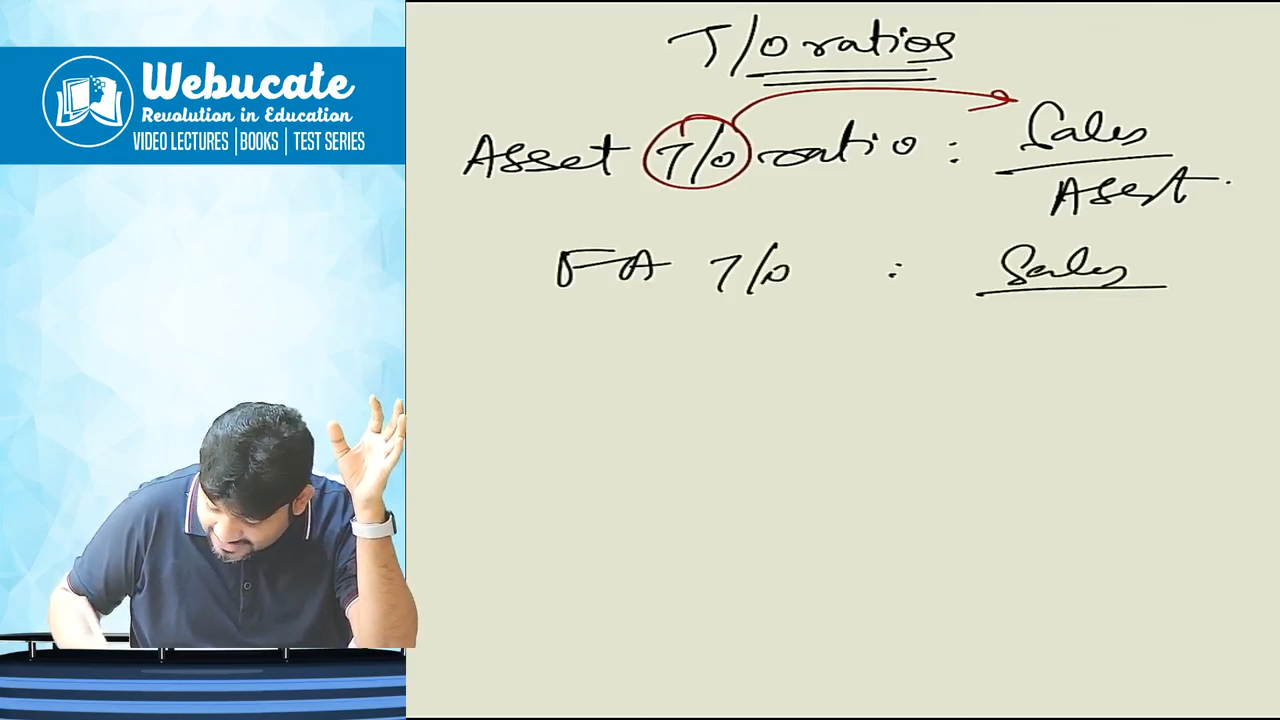 Webucate
Revolution in Education
VIDEO LECTURES | BOOKS | TEST SERIES
T/O ratios
Asset T/O ratio : Sales
Asset
FA T/O : Sales